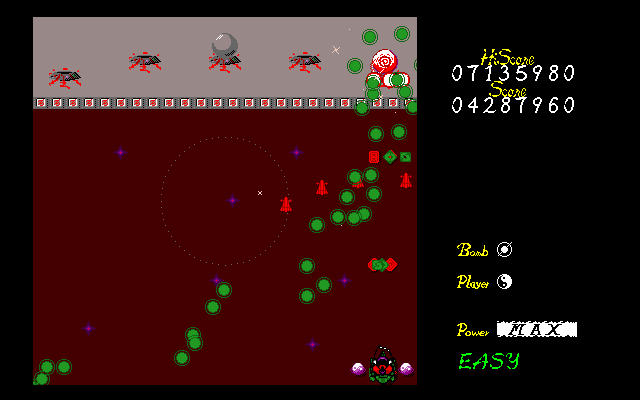 HiScore
07135980
Score
04287960
Bomb
Player
Power MAX
EASY